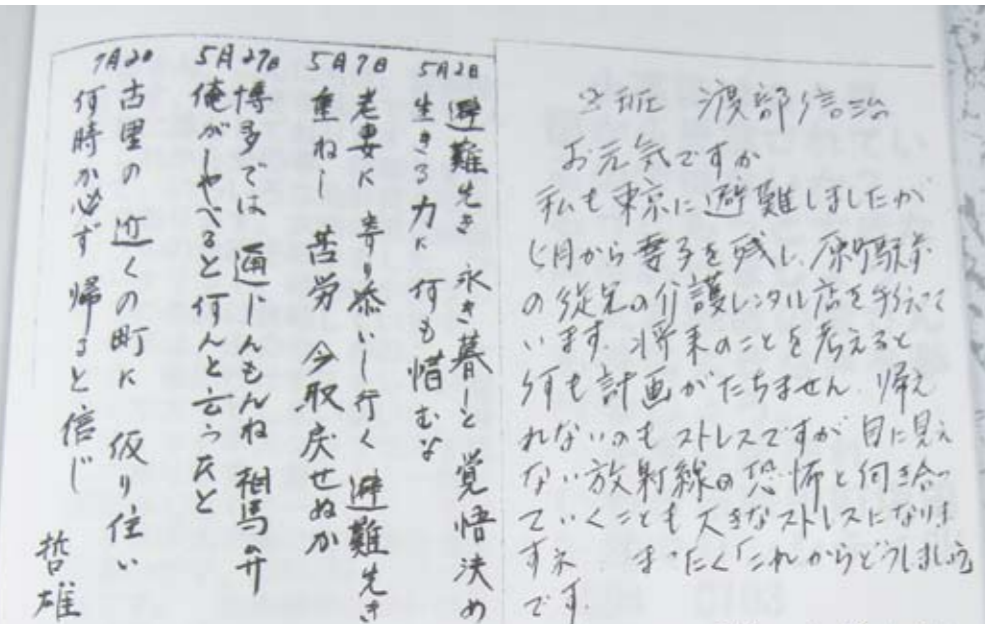 2班 渡部信治
お元気ですか
私も東京に避難しましたが
七月から妻子を残し、原町駅前
の従兄の介護レンタル店を手伝って
います。将来のことを考えると
何も計画がたちません。帰え
れないのもストレスですが目に見え
ない放射線の恐怖と向き合っ
ていくことも大きなストレスになりま
すネ。まったく「これからどうしましょう」
です。
5月2日
避難先き 永き暮しと 覚悟決め
生きる力に 何も惜むな
5月7日
老妻に 寄り添いし行く 避難先き
重ねし 苦労 今取戻せぬか
5月27日
博多では 通じんもんね 相馬の弁
俺がしゃべると何んと云う衣と
7月2日
古里の 近くの町に 仮り住い
何時か必ず 帰ると信じ
哲雄